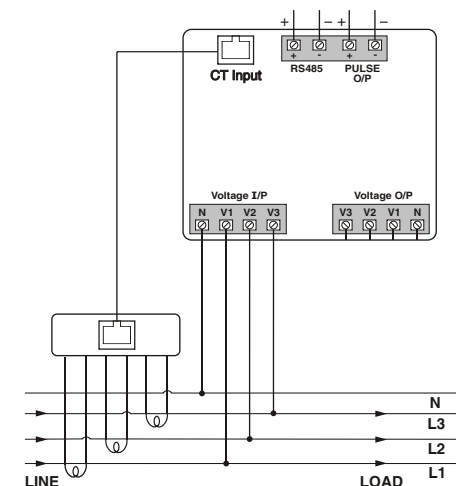 + - + -
+ - + -
CT Input
RS485 PULSE
O/P
Voltage I/P Voltage O/P
N V1 V2 V3 V3 V2 V1 N
N
L3
L2
L1
LINE LOAD